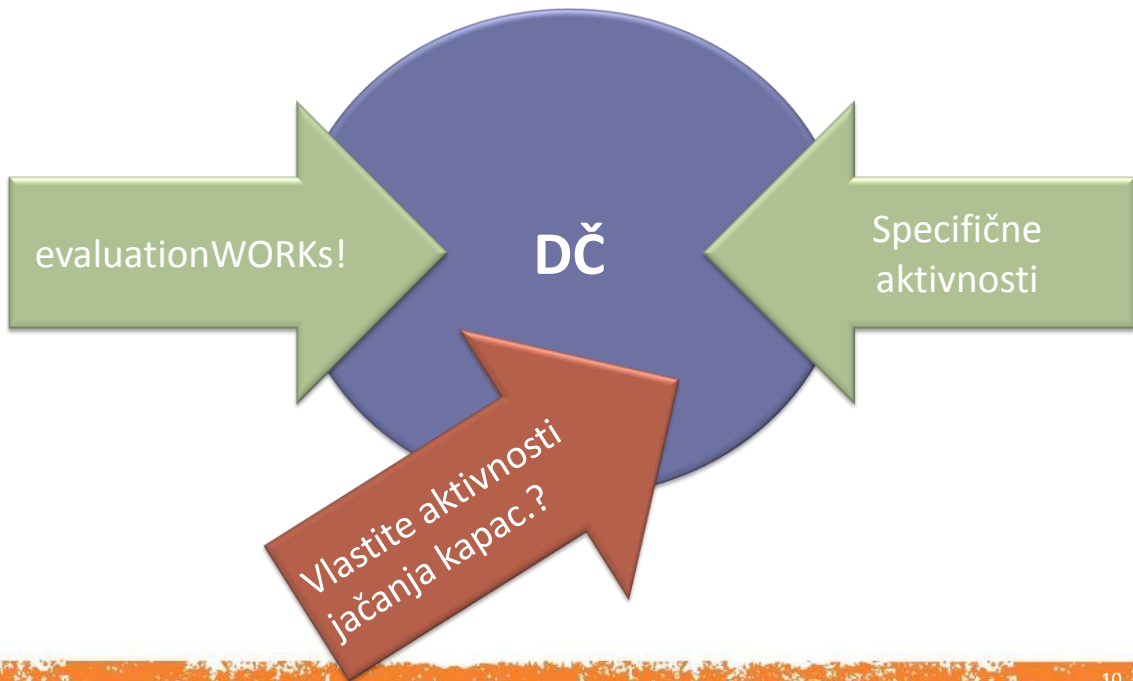 evaluationWORKs!
DČ
Specifične
aktivnosti
Vlastite aktivnosti
jačanja kapac.?
10